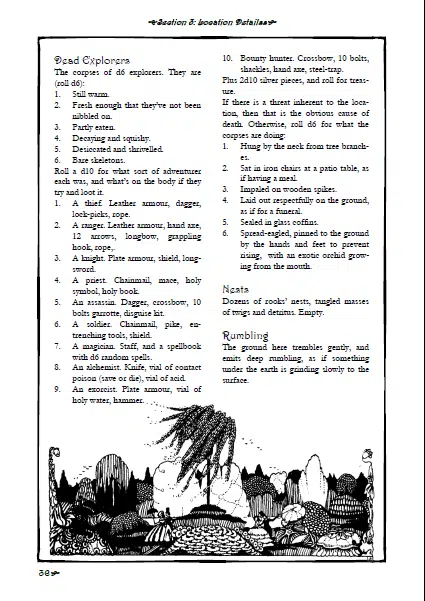 Section 3: Location Details
Dead Explorers
The corpses of d6 explorers. They are
(roll d6):
1. Still warm.
2. Fresh enough that they've not been
nibbled on.
3. Partly eaten.
4. Decaying and squishy.
5. Desiccated and shrivelled.
6. Bare skeletons.
Roll a d10 for what sort of adventurer
each was, and what's on the body if they
try and loot it.
1. A thief. Leather armour, dagger,
lock-picks, rope.
2. A ranger. Leather armour, hand axe,
12 arrows, longbow, grappling
hook, rope,.
3. A knight. Plate armour, shield, long-
sword.
4. A priest. Chainmail, mace, holy
symbol, holy book.
5. An assassin. Dagger, crossbow, 10
bolts garrotte, disguise kit.
6. A soldier. Chainmail, pike, en-
trenching tools, shield.
7. A magician. Staff, and a spellbook
with d6 random spells.
8. An alchemist. Knife, vial of contact
poison (save or die), vial of acid.
9. An exorcist. Plate armour, vial of
holy water, hammer.
10. Bounty hunter. Crossbow, 10 bolts,
shackles, hand axe, steel-trap.
Plus 2d10 silver pieces, and roll for treas-
ure.
If there is a threat inherent to the loca-
tion, then that is the obvious cause of
death. Otherwise, roll d6 for what the
corpses are doing:
1. Hung by the neck from tree branch-
es.
2. Sat in iron chairs at a patio table, as
if having a meal.
3. Impaled on wooden spikes.
4. Laid out respectfully on the ground,
as if for a funeral.
5. Sealed in glass coffins.
6. Spread-eagled, pinned to the ground
by the hands and feet to prevent
rising, with an exotic orchid grow-
ing from the mouth.
Nests
Dozens of rooks' nests, tangled masses
of twigs and detritus. Empty.
Rumbling
The ground here trembles gently, and
emits deep rumbling, as if something
under the earth is grinding slowly to the
surface.